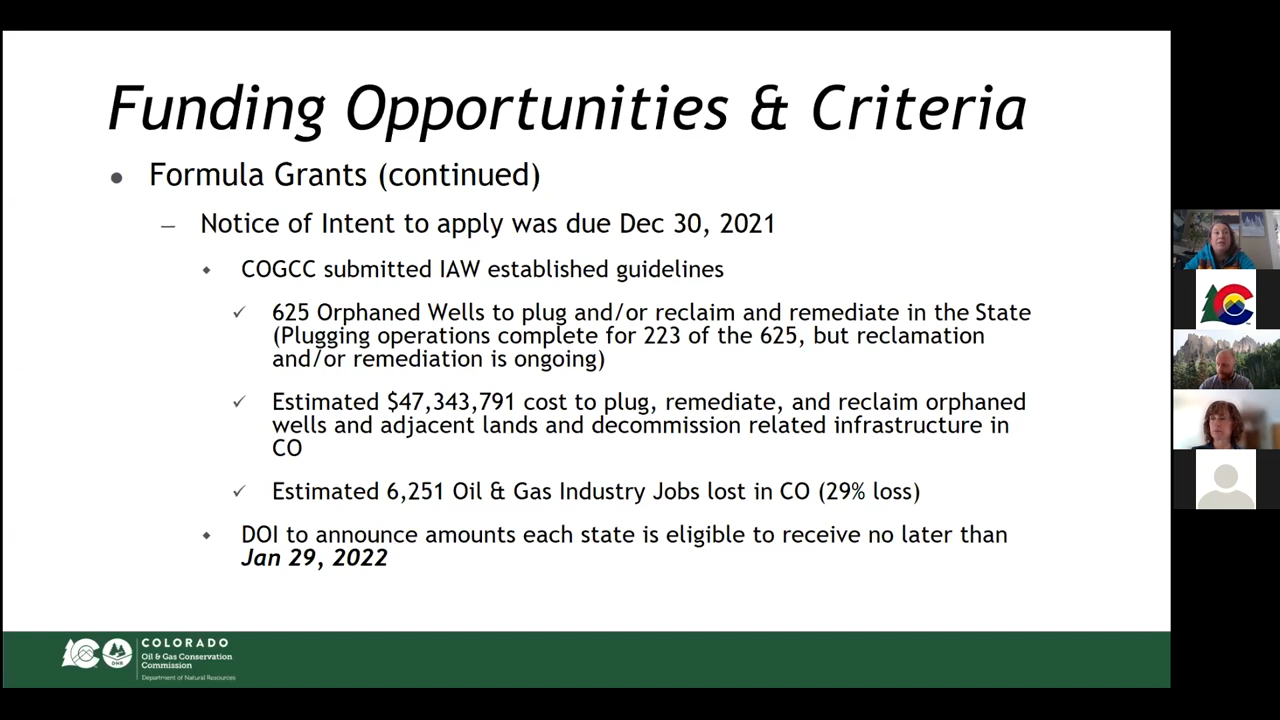 Funding Opportunities & Criteria
● Formula Grants (continued)
– Notice of Intent to apply was due Dec 30, 2021
◆ COGCC submitted IAW established guidelines
✓ 625 Orphaned Wells to plug and/or reclaim and remediate in the State
(Plugging operations complete for 223 of the 625, but reclamation
and/or remediation is ongoing)
✓ Estimated $47,343,791 cost to plug, remediate, and reclaim orphaned
wells and adjacent lands and decommission related infrastructure in
CO
✓ Estimated 6,251 Oil & Gas Industry Jobs lost in CO (29% loss)
◆ DOI to announce amounts each state is eligible to receive no later than
Jan 29, 2022
COLORADO
Oil & Gas Conservation
Commission
Department of Natural Resources
DNR